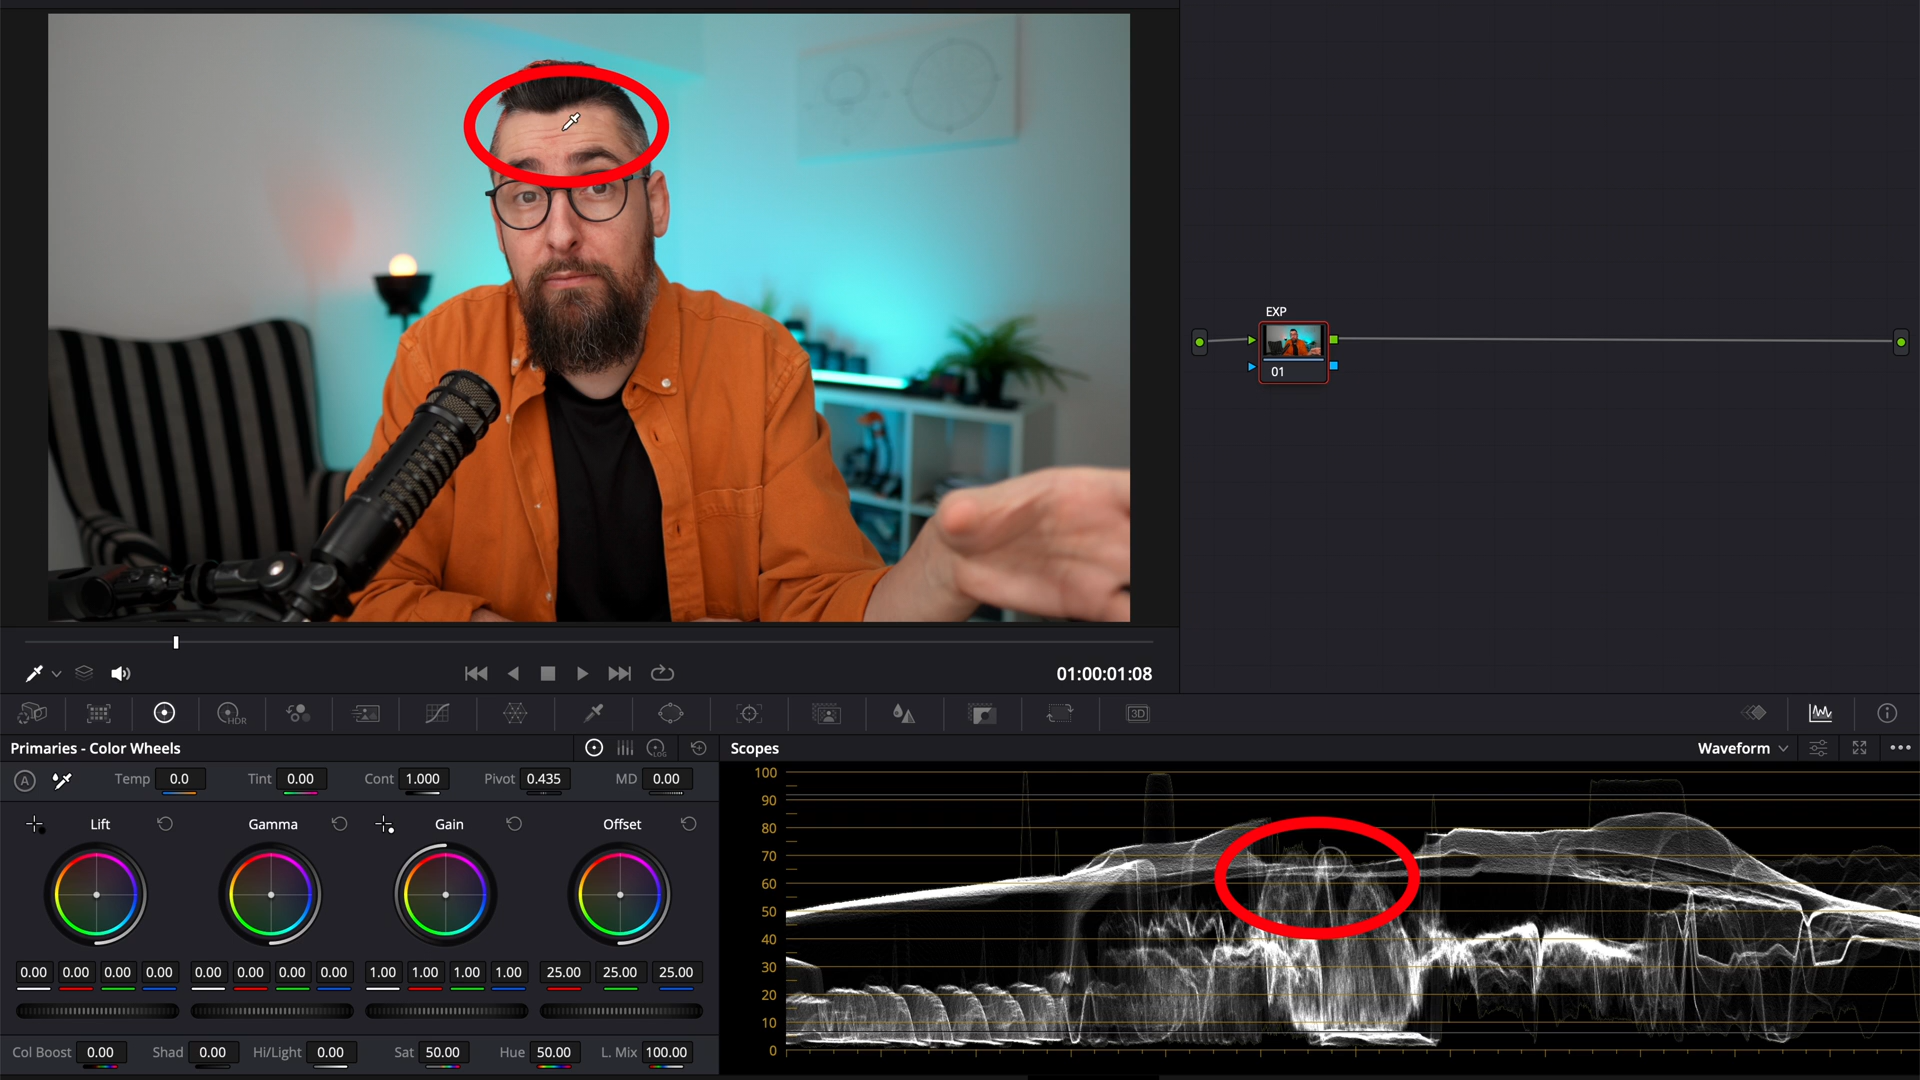 EXP
01
01:00:01:08
HDR
3D
Primaries - Color Wheels
LOG
Scopes
Waveform
A
Temp 0.0 Tint 0.00 Cont 1.000 Pivot 0.435 MD 0.00
Lift Gamma Gain Offset
0.00 0.00 0.00 0.00 0.00 0.00 0.00 0.00 1.00 1.00 1.00 1.00 25.00 25.00 25.00
Col Boost 0.00 Shad 0.00 Hi/Light 0.00 Sat 50.00 Hue 50.00 L. Mix 100.00
100
90
80
70
60
50
40
30
20
10
0